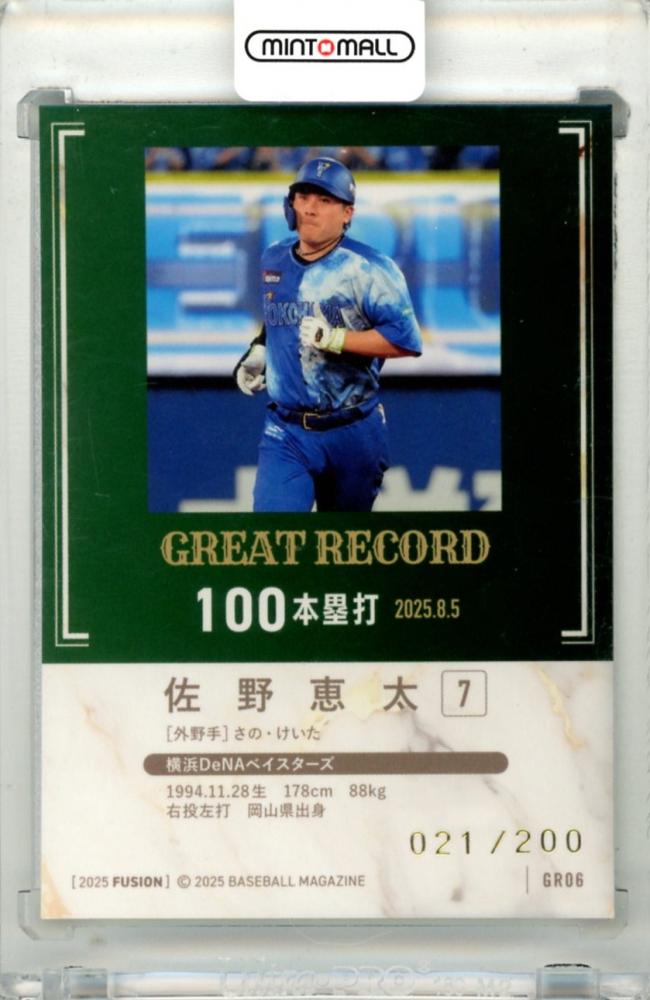 MINT MALL
YOKOHAMA
GREAT RECORD
100本塁打 2025.8.5
佐野恵太 7
[外野手]さの・けいた
横浜DeNAベイスターズ
1994.11.28生 178cm 88kg
右投左打 岡山県出身
021/200
[2025 FUSION] © 2025 BASEBALL MAGAZINE
GR06